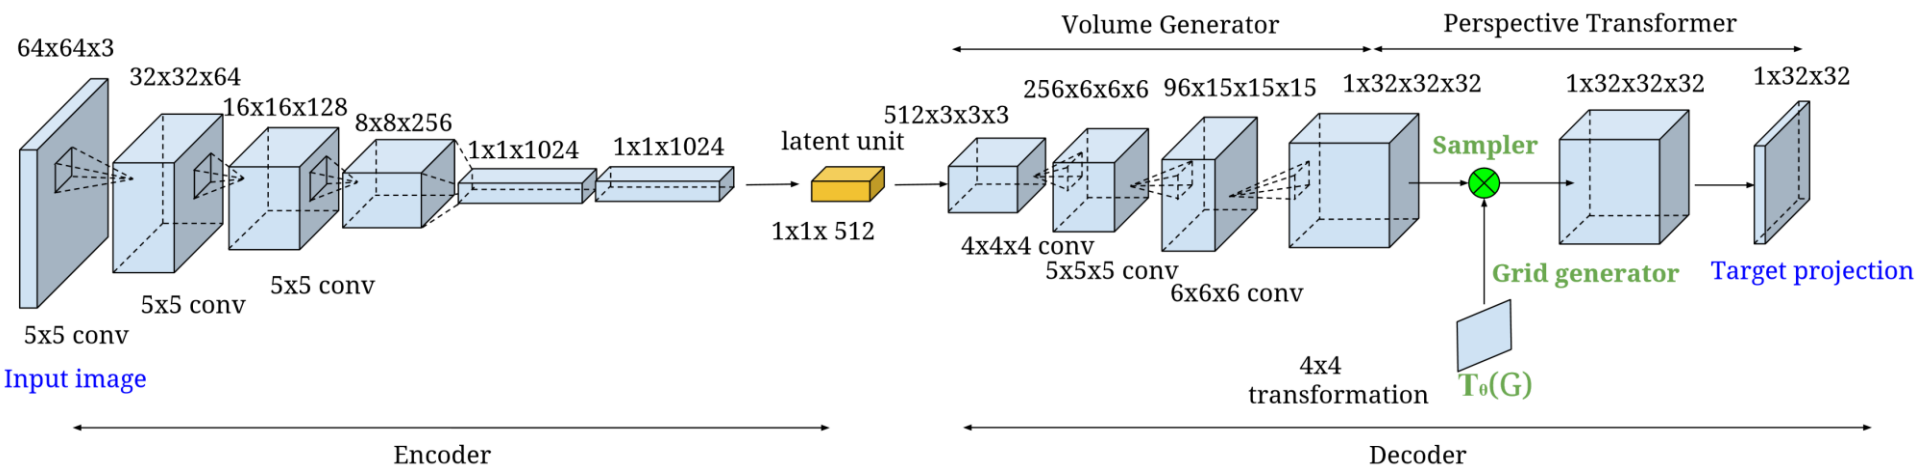 Volume Generator
Perspective Transformer
64x64x3
32x32x64
16x16x128
8x8x256
1x1x1024
1x1x1024
latent unit
512x3x3x3
256x6x6x6
96x15x15x15
1x32x32x32
1x32x32x32
1x32x32
Sampler
1x1x 512
4x4x4 conv
5x5x5 conv
6x6x6 conv
Grid generator
Target projection
5x5 conv
5x5 conv
5x5 conv
Input image
4x4
transformation
Tθ(G)
Encoder
Decoder